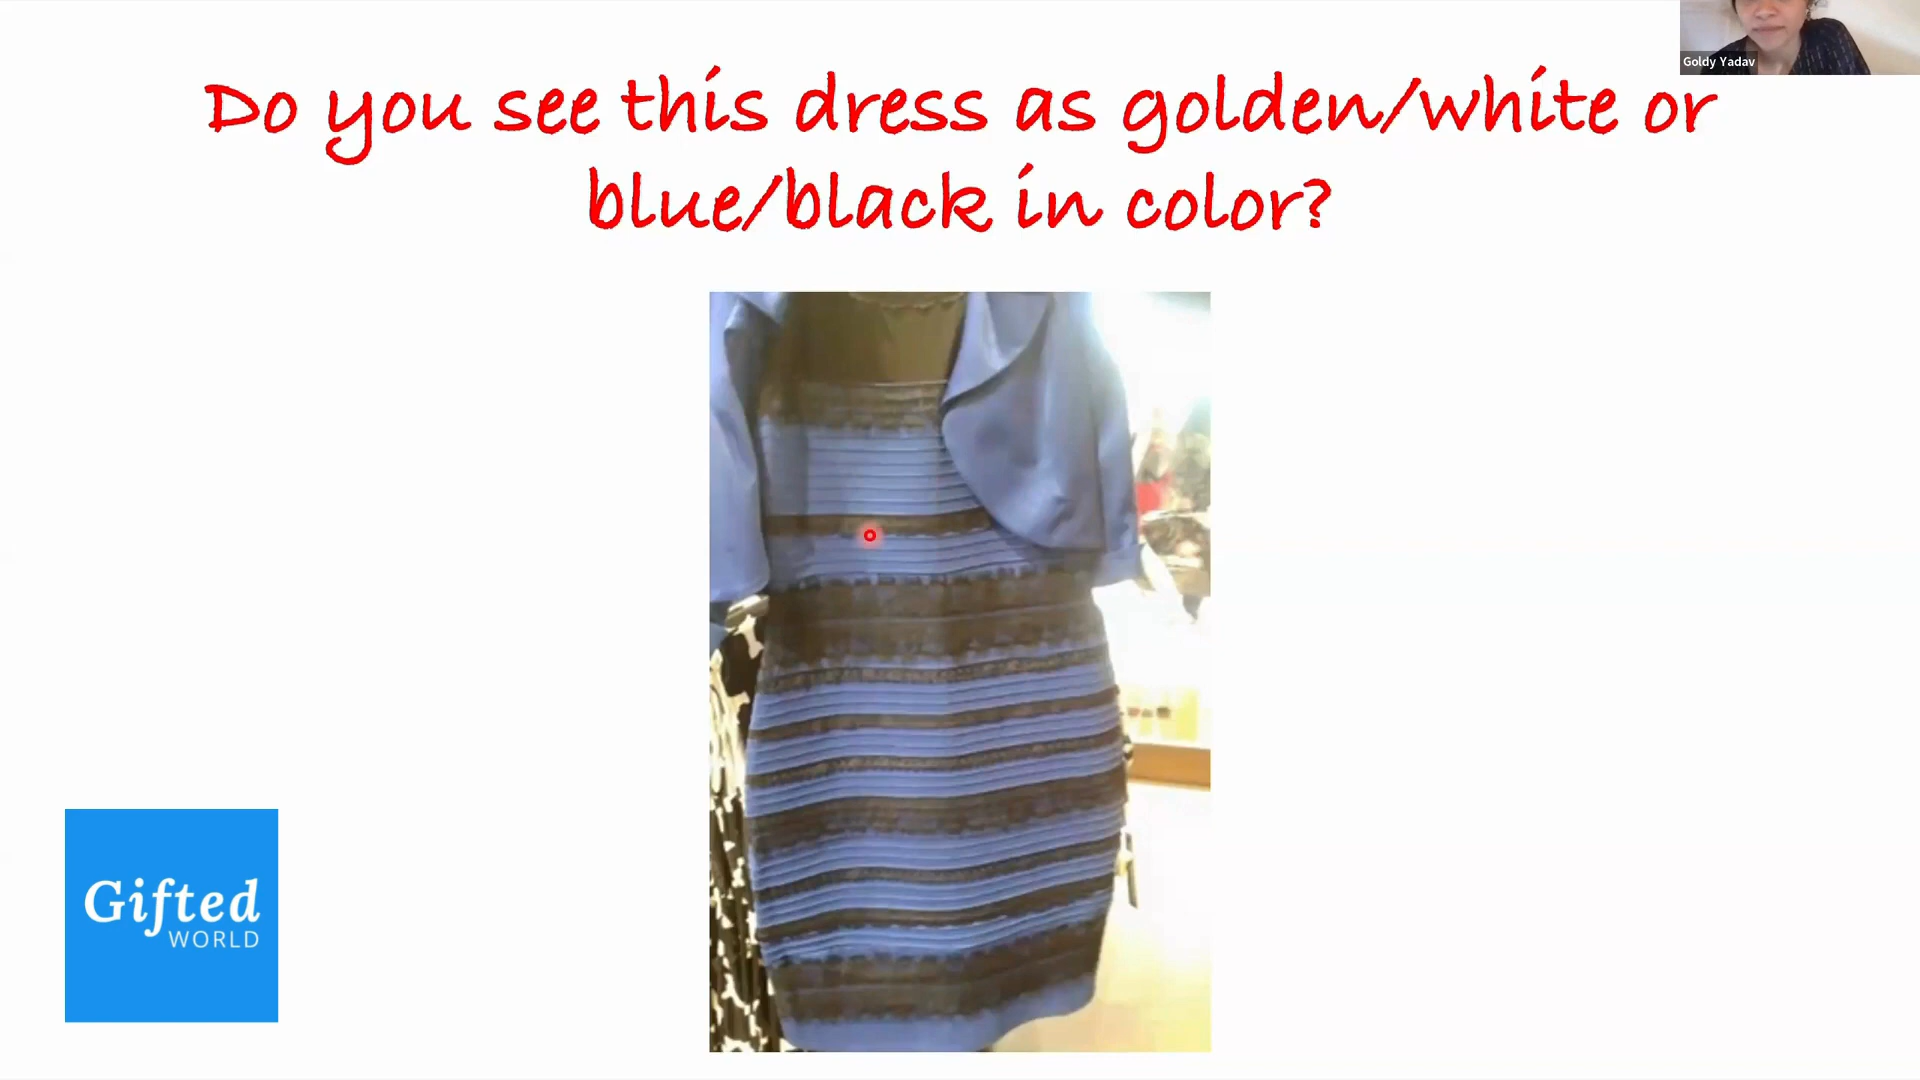 Goldy Yadav
Do you see this dress as golden/white or
blue/black in color?
Gifted
WORLD